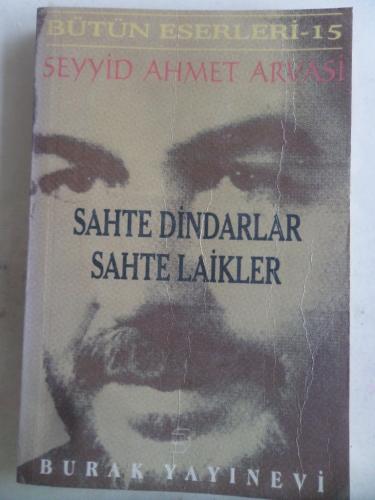 BÜTÜN ESERLERİ-15
SEYYİD AHMET ARVASİ
SAHTE DİNDARLAR
SAHTE LAİKLER
BURAK YAYINEVİ